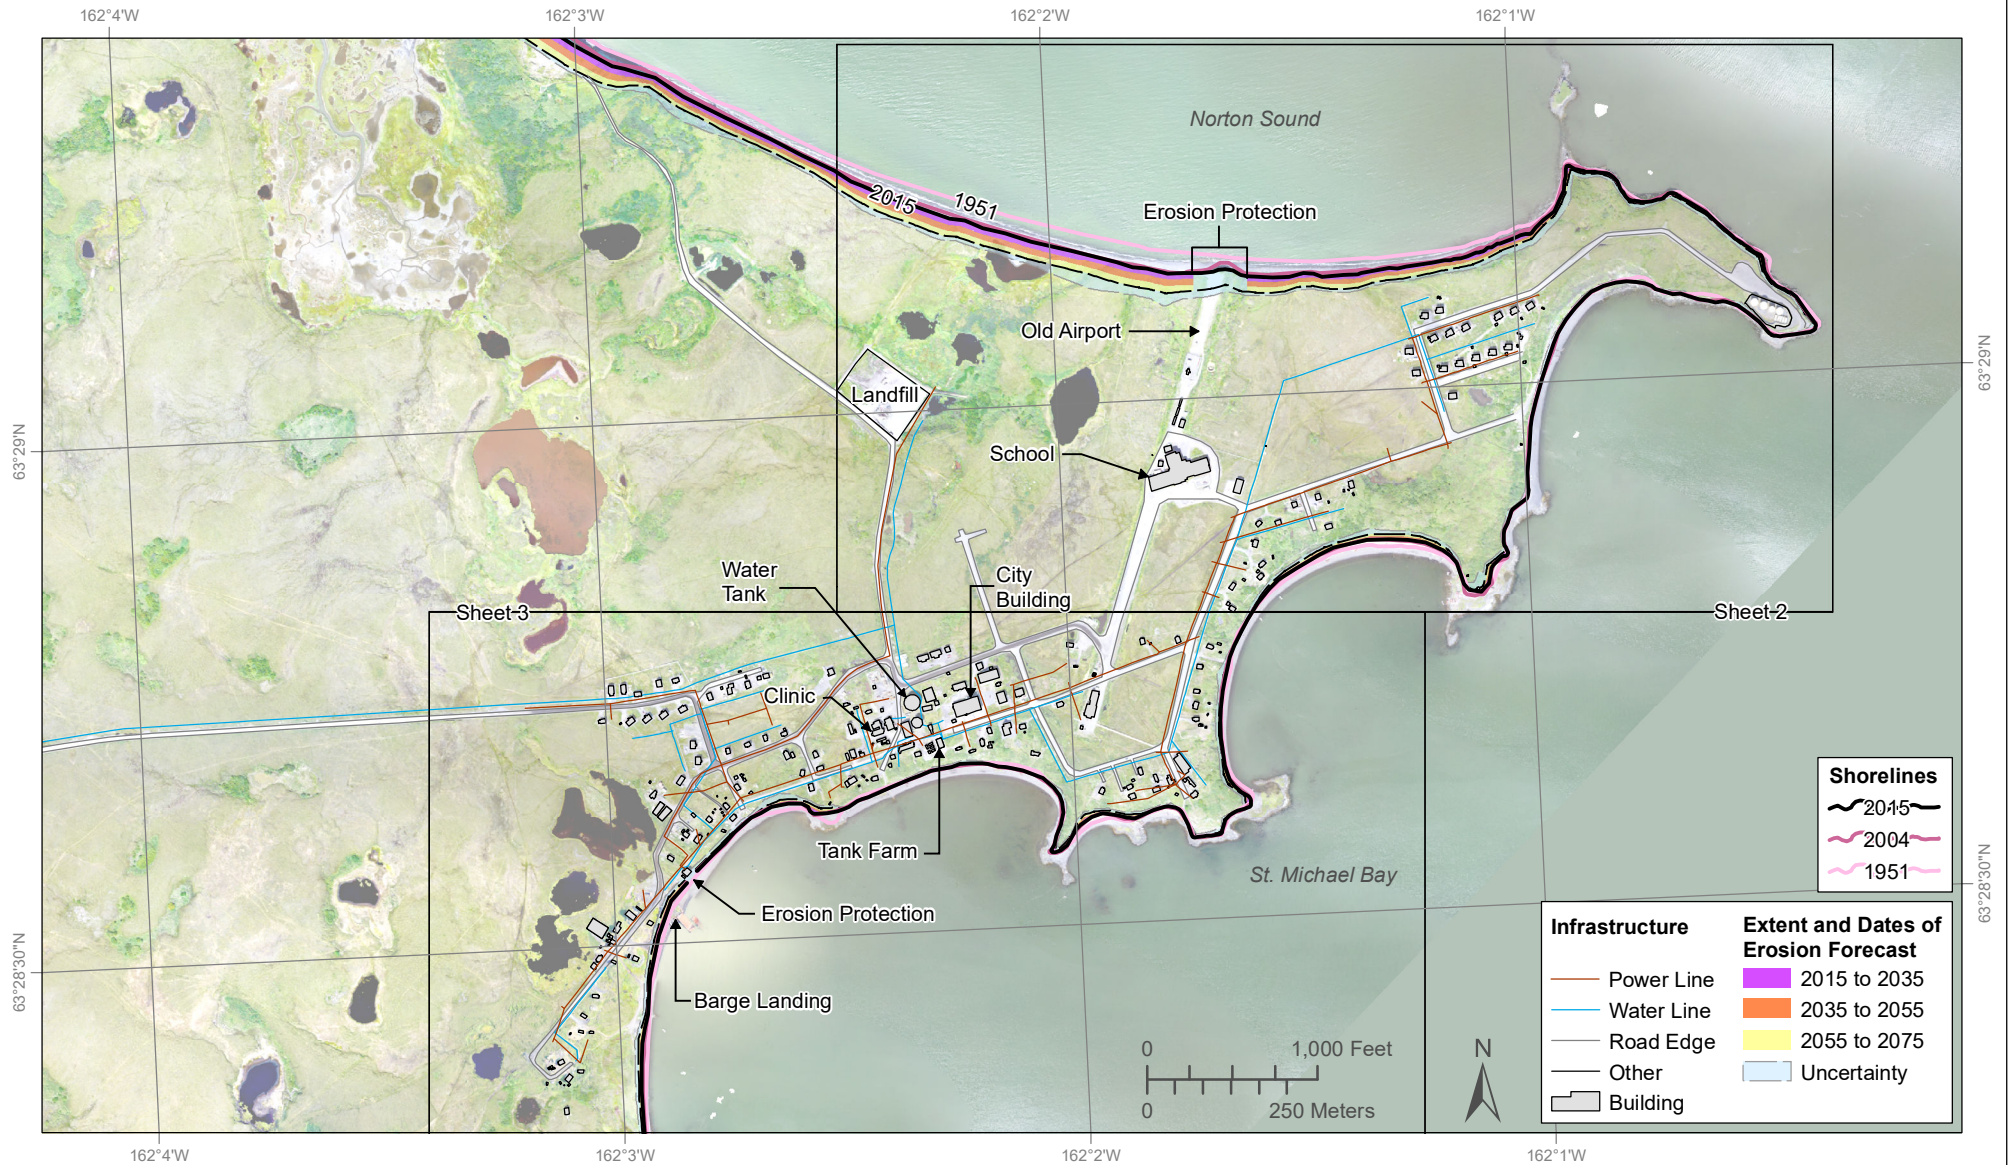 162°4'W
162°3'W
162°2'W
162°1'W
Norton Sound
2015
1951
Erosion Protection
Old Airport
63°29'N
Landfill
63°29'N
School
Water
Tank
City
Building
Sheet 3
Sheet 2
Clinic
Tank Farm
St. Michael Bay
Erosion Protection
Barge Landing
63°28'30"N
63°28'30"N
Shorelines
2015
2004
1951
Infrastructure
Power Line
Water Line
Road Edge
Other
Building
Extent and Dates of
Erosion Forecast
2015 to 2035
2035 to 2055
2055 to 2075
Uncertainty
0
1,000 Feet
0
250 Meters
N
162°4'W
162°3'W
162°2'W
162°1'W